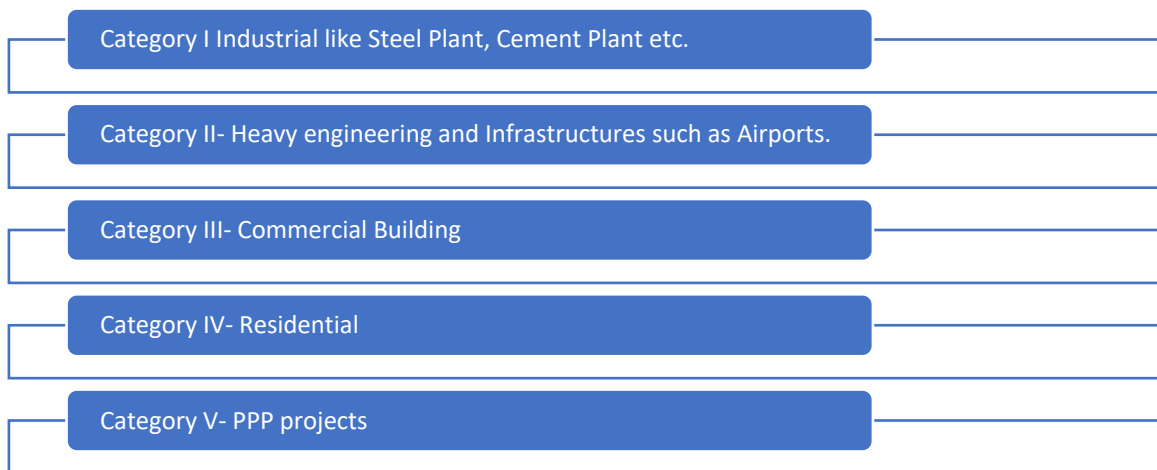 Category I Industrial like Steel Plant, Cement Plant etc.
Category II- Heavy engineering and Infrastructures such as Airports.
Category III- Commercial Building
Category IV- Residential
Category V- PPP projects